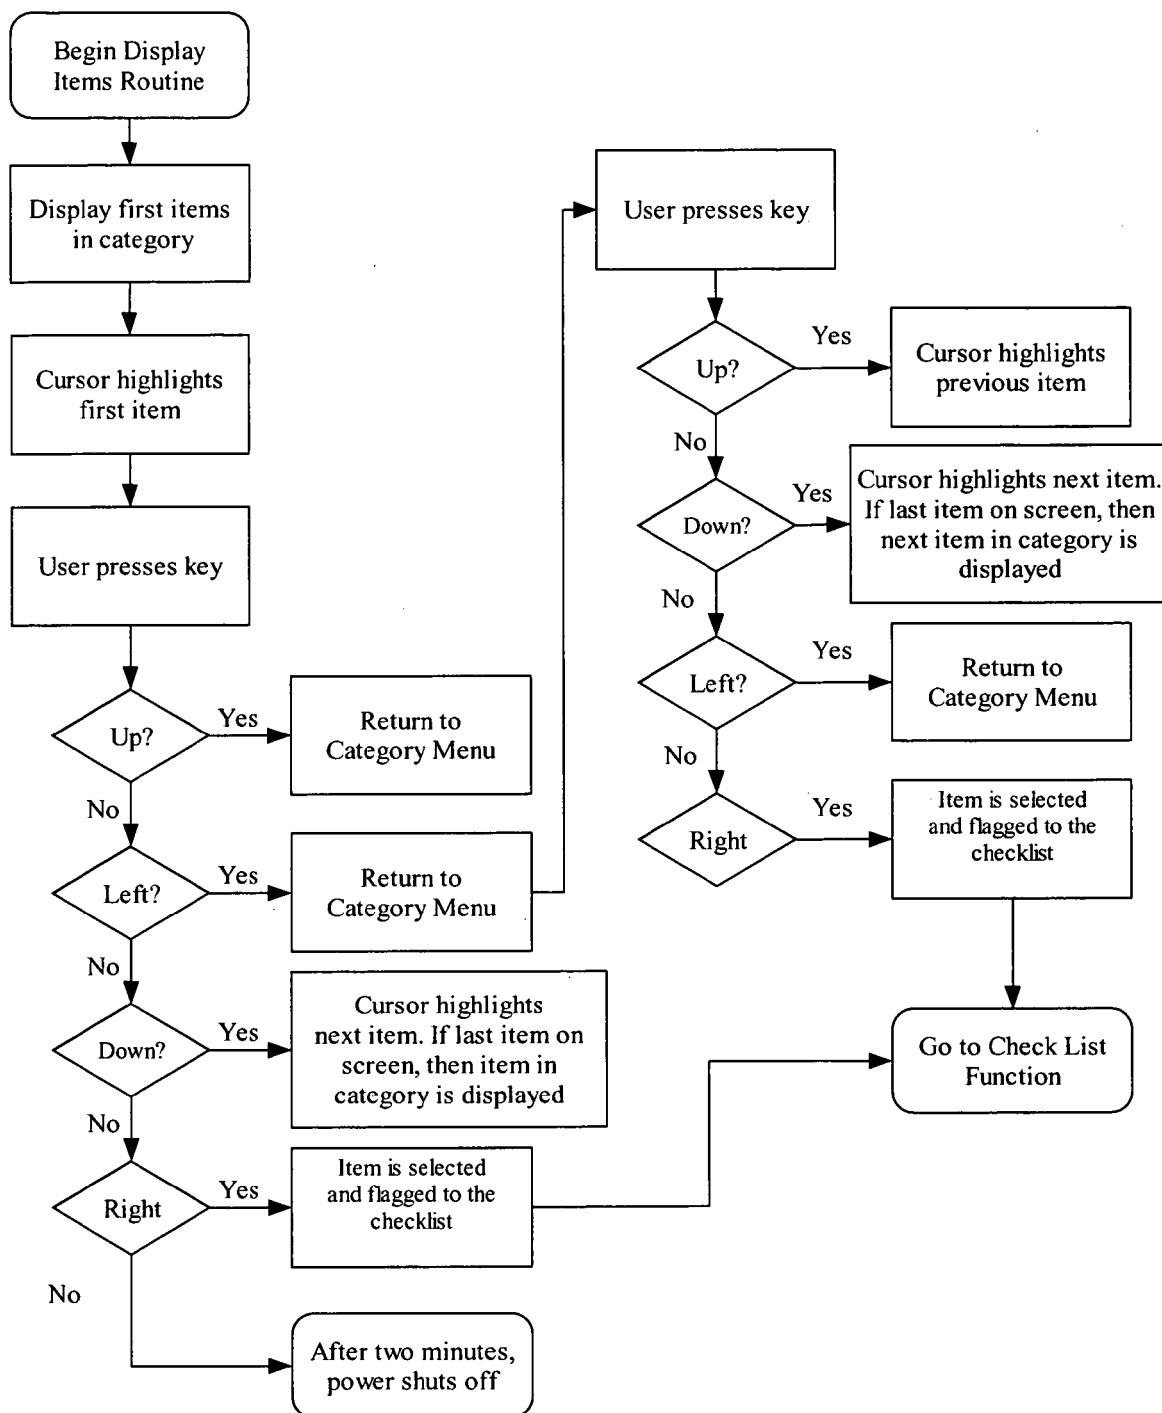 Begin Display
Items Routine
Display first items
in category
Cursor highlights
first item
User presses key
Up?
Yes
Return to
Category Menu
No
Left?
Yes
Return to
Category Menu
No
Down?
Yes
Cursor highlights
next item. If last item on
screen, then item in
category is displayed
No
Right
Yes
Item is selected
and flagged to the
checklist
No
After two minutes,
power shuts off
User presses key
Up?
Yes
Cursor highlights
previous item
No
Down?
Yes
Cursor highlights next item.
If last item on screen, then
next item in category is
displayed
No
Left?
Yes
Return to
Category Menu
No
Right
Yes
Item is selected
and flagged to the
checklist
Go to Check List
Function